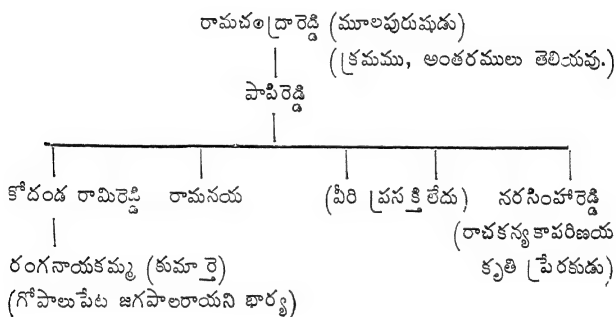 రామచంద్రారెడ్డి (మూలపురుషుడు)
(క్రమము, అంతరములు తెలియవు.)
పాపిరెడ్డి
కోదండ రామిరెడ్డి రామనయ (వీరి ప్రసక్తి లేదు) నరసింహారెడ్డి
(రాచకన్యకాపరిణయ
రంగనాయకమ్మ (కుమార్తె) కృతి ప్రేరకుడు)
(గోపాలుపేట జగపాలరాయని భార్య)